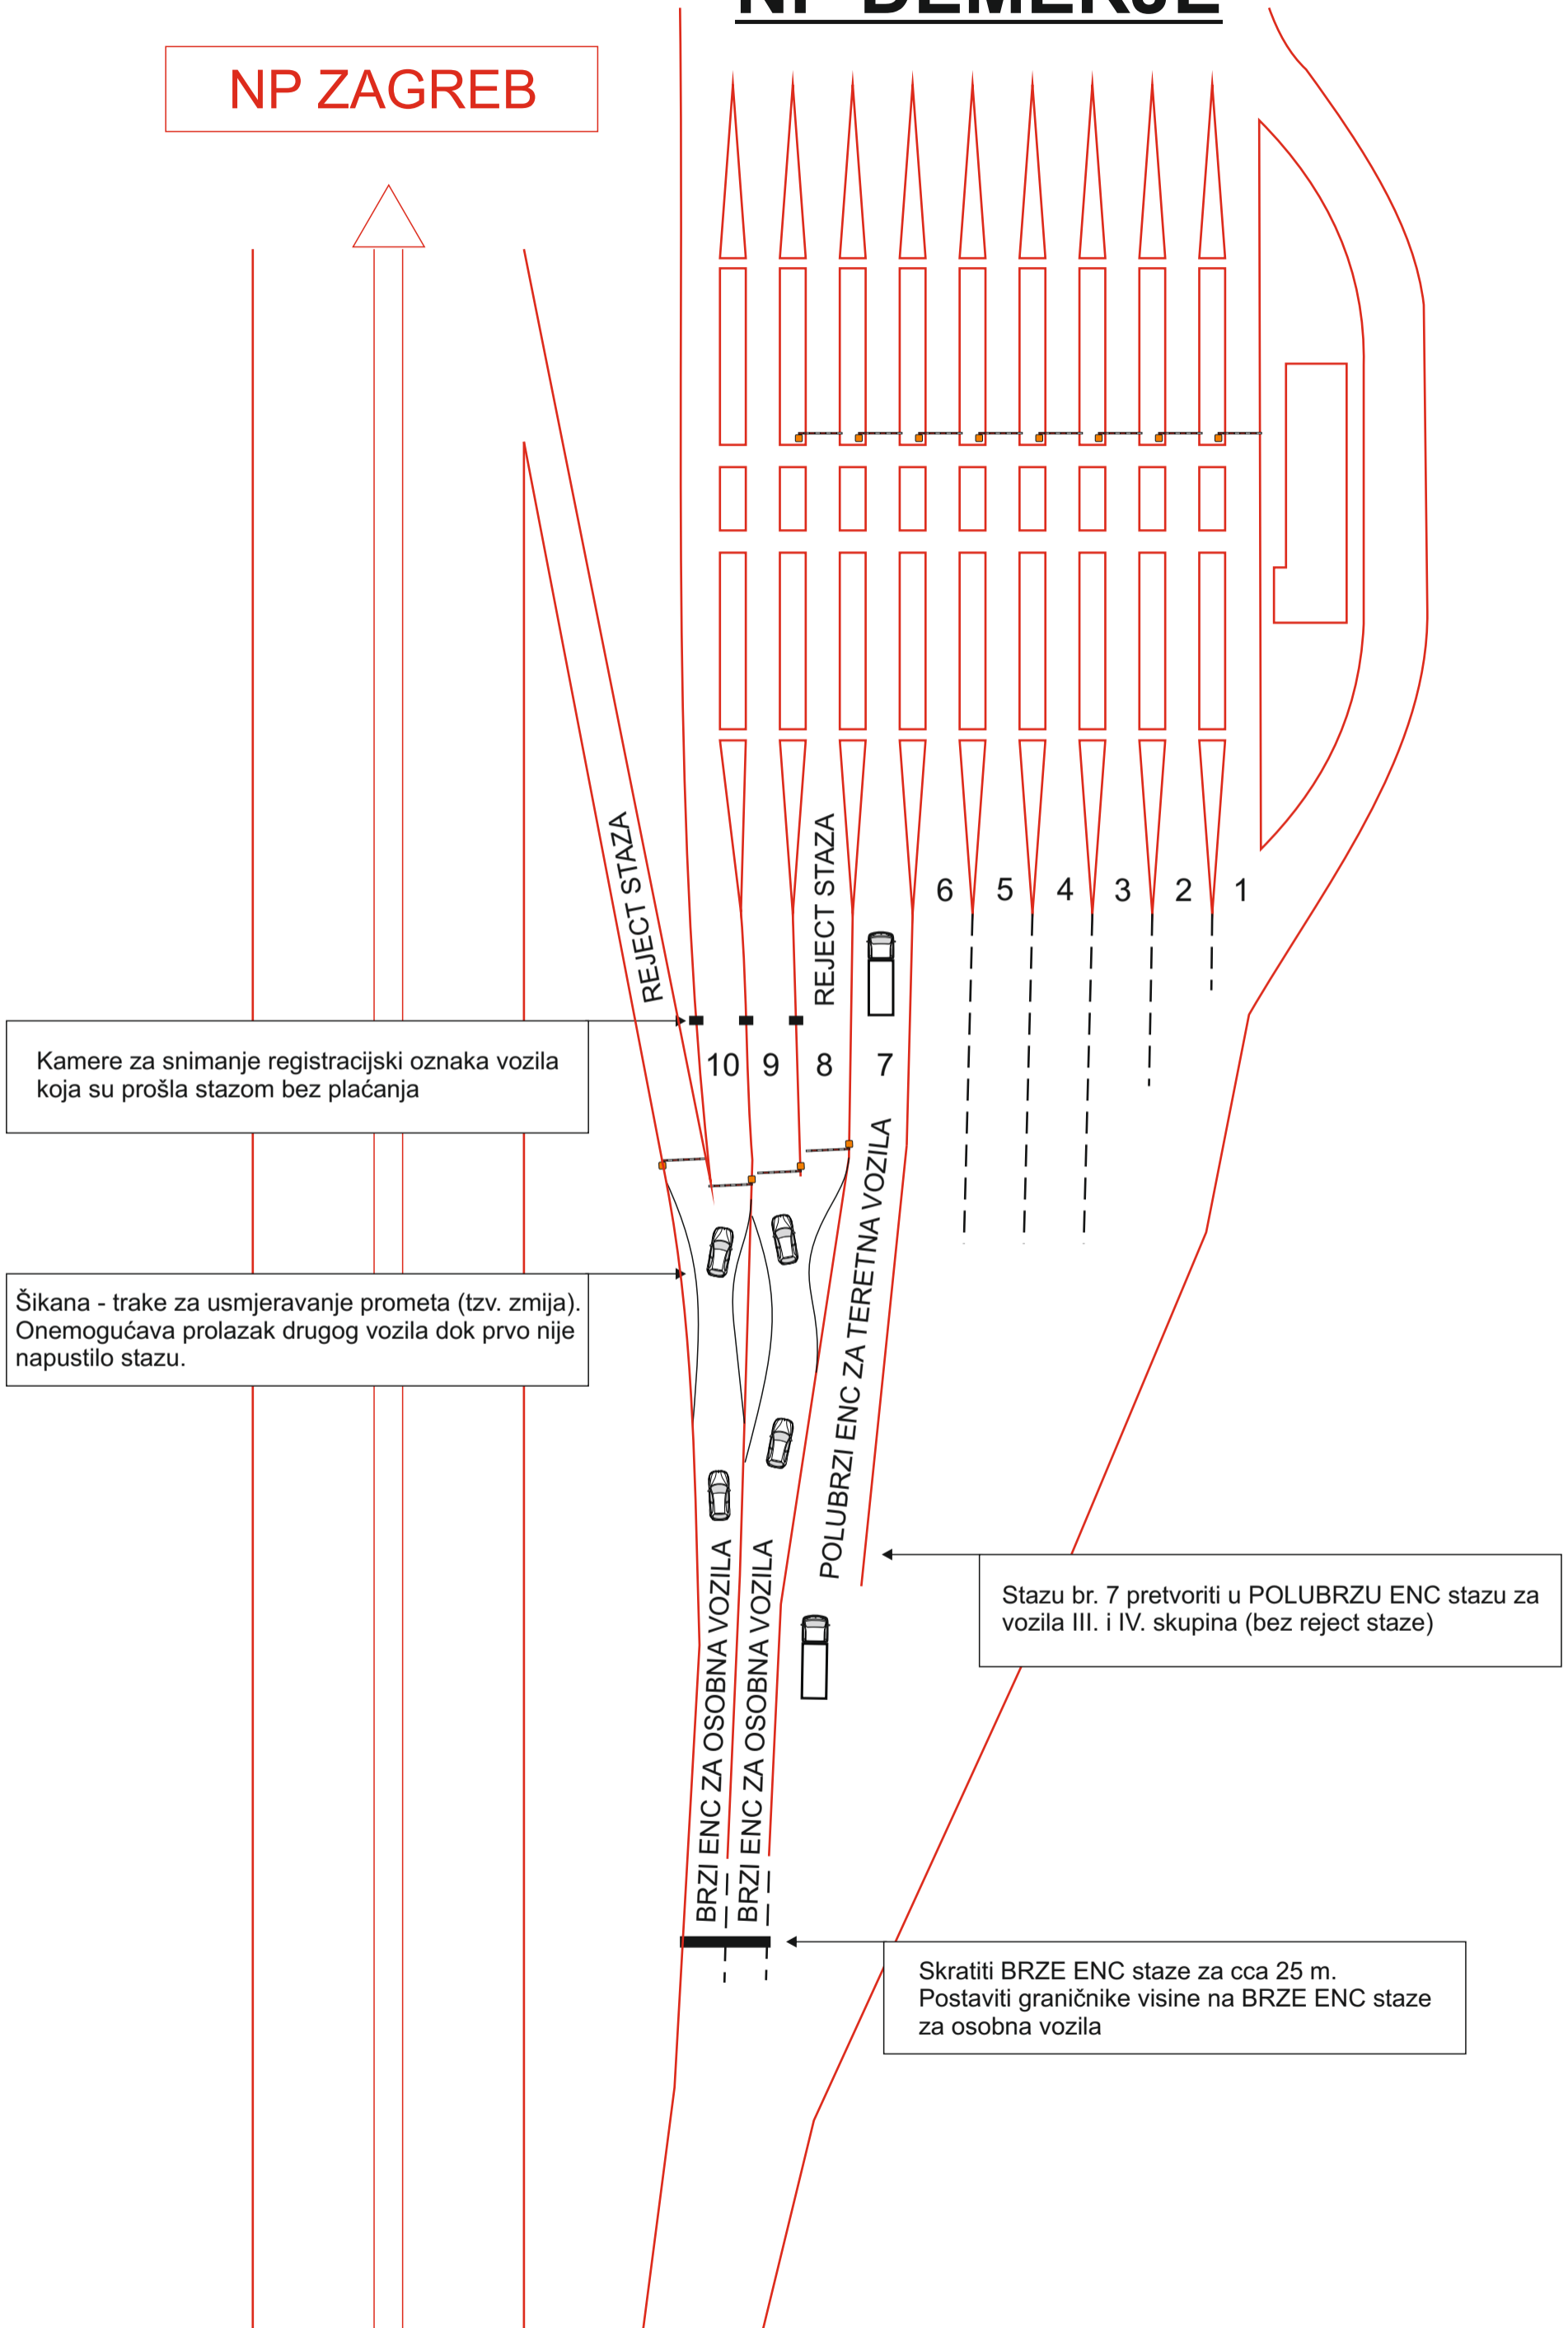 NP DEMERJE
NP ZAGREB
REJECT STAZA
REJECT STAZA
6 5 4 3 2 1
Kamere za snimanje registracijski oznaka vozila
koja su prošla stazom bez plaćanja
10 9 8 7
Šikana - trake za usmjeravanje prometa (tzv. zmija).
Onemogućava prolazak drugog vozila dok prvo nije
napustilo stazu.
POLUBRZI ENC ZA TERETNA VOZILA
BRZI ENC ZA OSOBNA VOZILA
BRZI ENC ZA OSOBNA VOZILA
Stazu br. 7 pretvoriti u POLUBRZU ENC stazu za
vozila III. i IV. skupina (bez reject staze)
Skratiti BRZE ENC staze za cca 25 m.
Postaviti graničnike visine na BRZE ENC staze
za osobna vozila